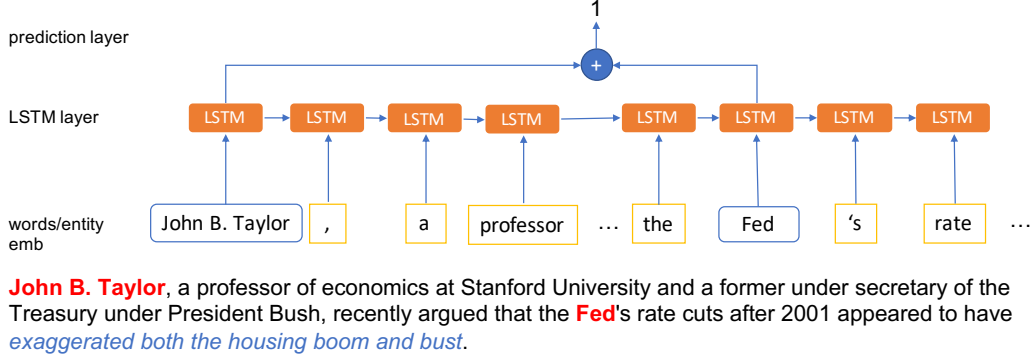 1
prediction layer
+
LSTM layer
LSTM LSTM LSTM LSTM LSTM LSTM LSTM LSTM
words/entity
emb
John B. Taylor , a professor … the Fed ‘s rate …
John B. Taylor, a professor of economics at Stanford University and a former under secretary of the
Treasury under President Bush, recently argued that the Fed's rate cuts after 2001 appeared to have
exaggerated both the housing boom and bust.